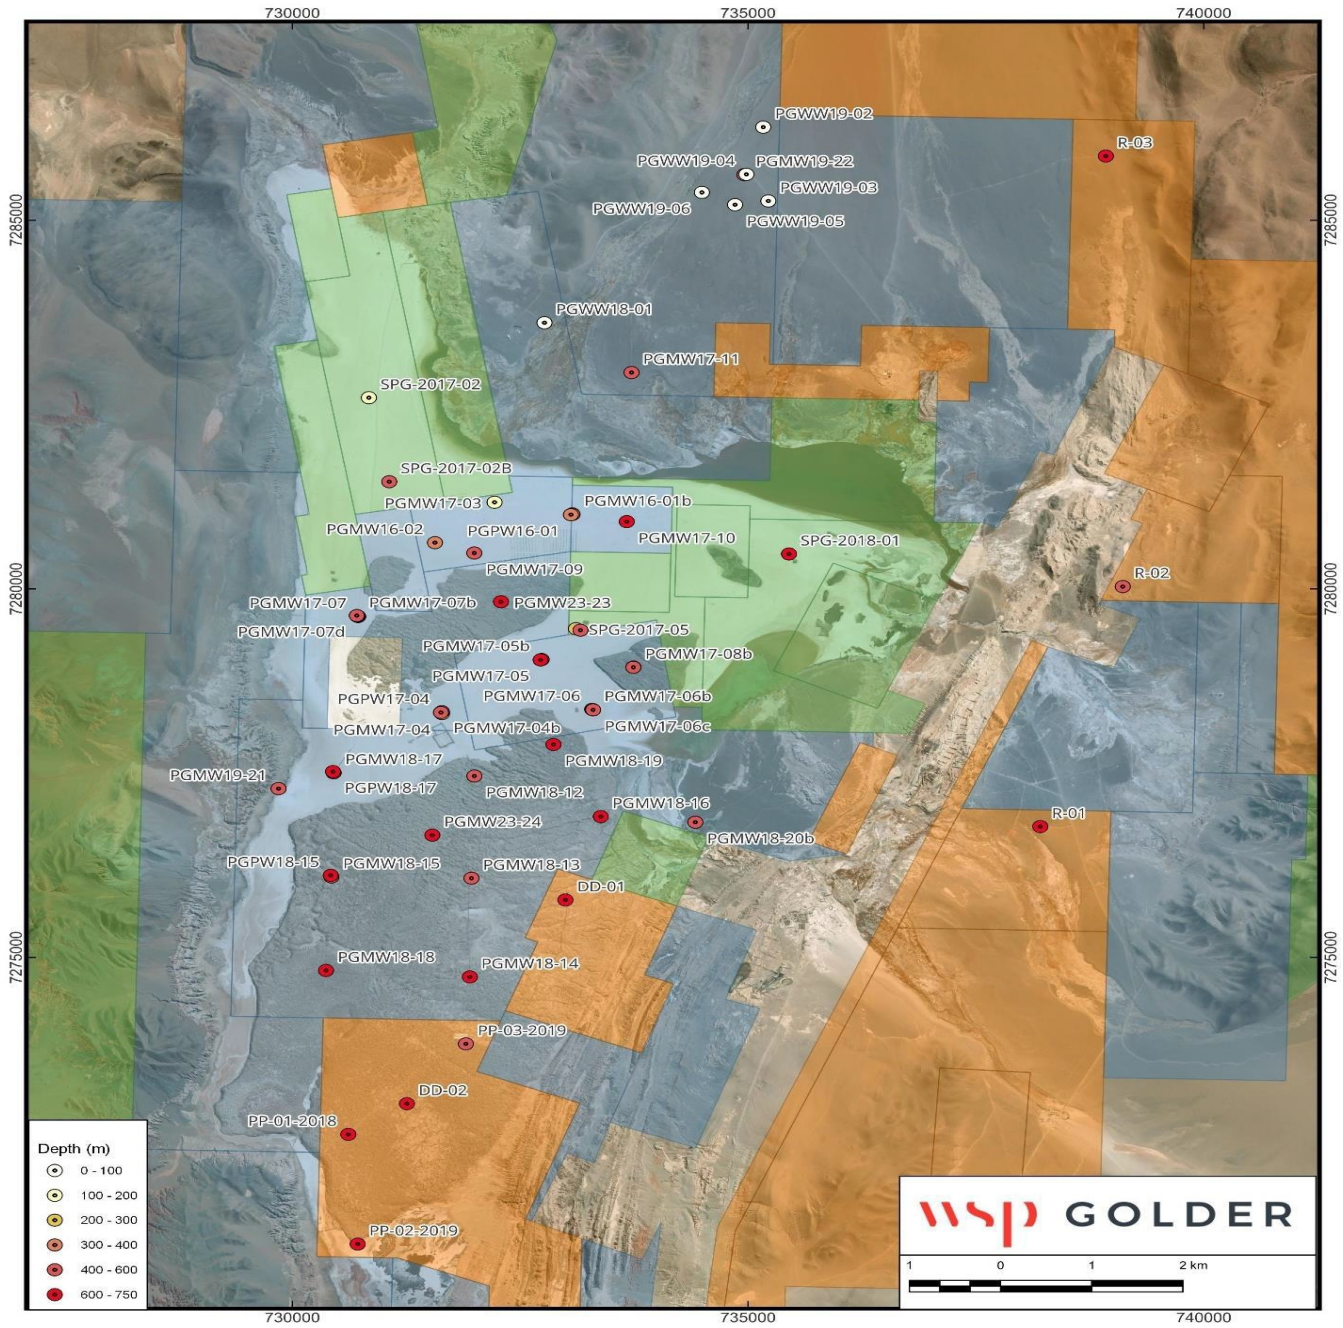 730000
735000
740000
PGWW19-02
R-03
PGWW19-04
PGMW19-22
PGWW19-03
PGWW19-06
PGWW19-05
7285000
7285000
PGWW18-01
PGMW17-11
SPG-2017-02
SPG-2017-02B
PGMW17-03
PGMW16-01b
PGMW16-02
PGPW16-01
PGMW17-10
SPG-2018-01
PGMW17-09
R-02
7280000
7280000
PGMW17-07
PGMW17-07b
PGMW23-23
PGMW17-07d
SPG-2017-05
PGMW17-05b
PGMW17-08b
PGMW17-05
PGPW17-04
PGMW17-06
PGMW17-06b
PGMW17-04
PGMW17-04b
PGMW17-06c
PGMW18-17
PGMW18-19
PGMW19-21
PGPW18-17
PGMW18-12
PGMW18-16
PGMW23-24
PGMW18-20b
R-01
PGPW18-15
PGMW18-15
PGMW18-13
DD-01
PGMW18-18
PGMW18-14
7275000
7275000
PP-03-2019
DD-02
PP-01-2018
PP-02-2019
Depth (m)
0 - 100
100 - 200
200 - 300
300 - 400
400 - 600
600 - 750
wsp GOLDER
1 0 1 2 km
730000
735000
740000